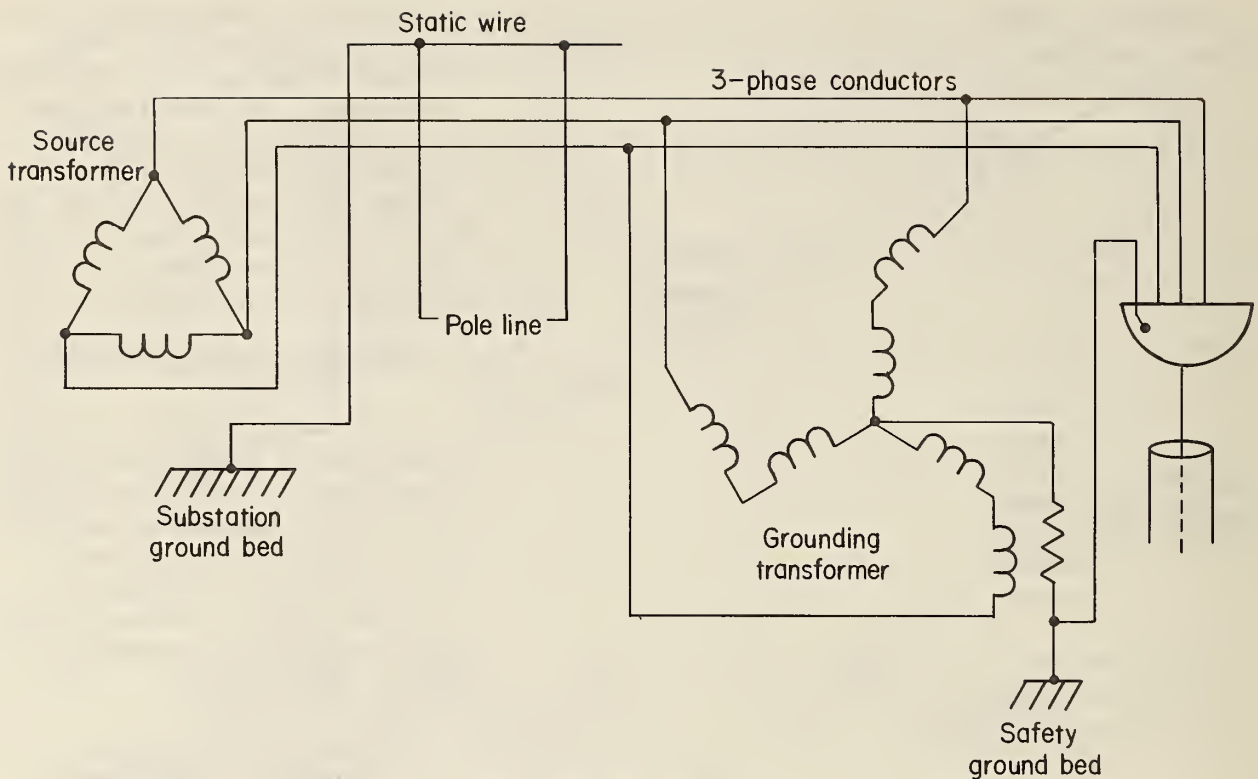 Static wire
3-phase conductors
Source
transformer
Pole line
Substation
ground bed
Grounding
transformer
Safety
ground bed